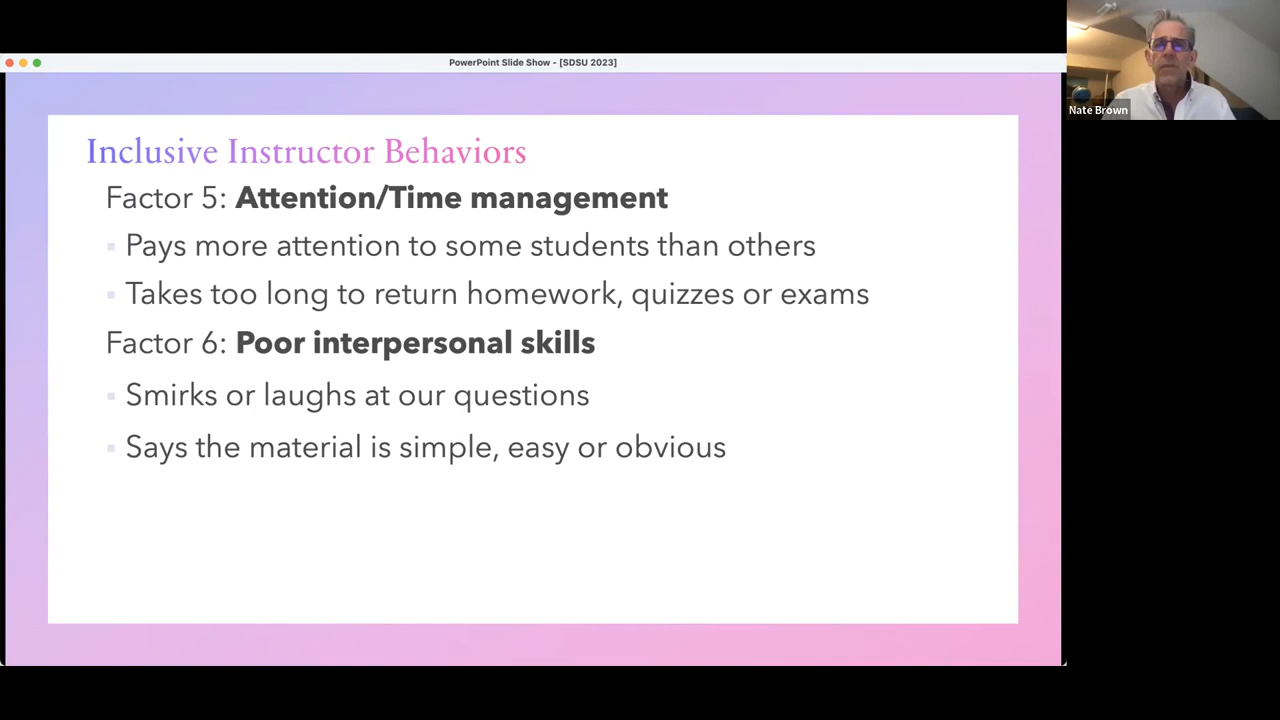 PowerPoint Slide Show - [SDSU 2023]
Nate Brown
Inclusive Instructor Behaviors
Factor 5: Attention/Time management
Pays more attention to some students than others
Takes too long to return homework, quizzes or exams
Factor 6: Poor interpersonal skills
Smirks or laughs at our questions
Says the material is simple, easy or obvious